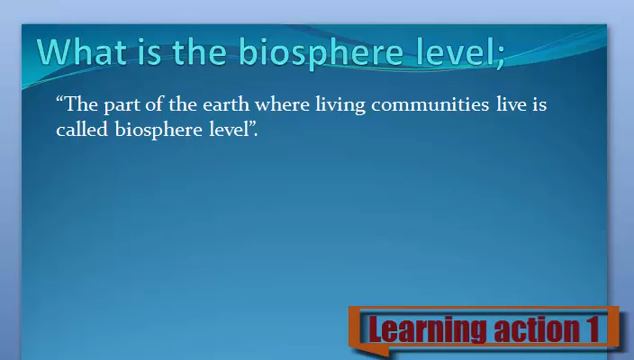 What is the biosphere level;
“The part of the earth where living communities live is
called biosphere level”.
Learning action 1